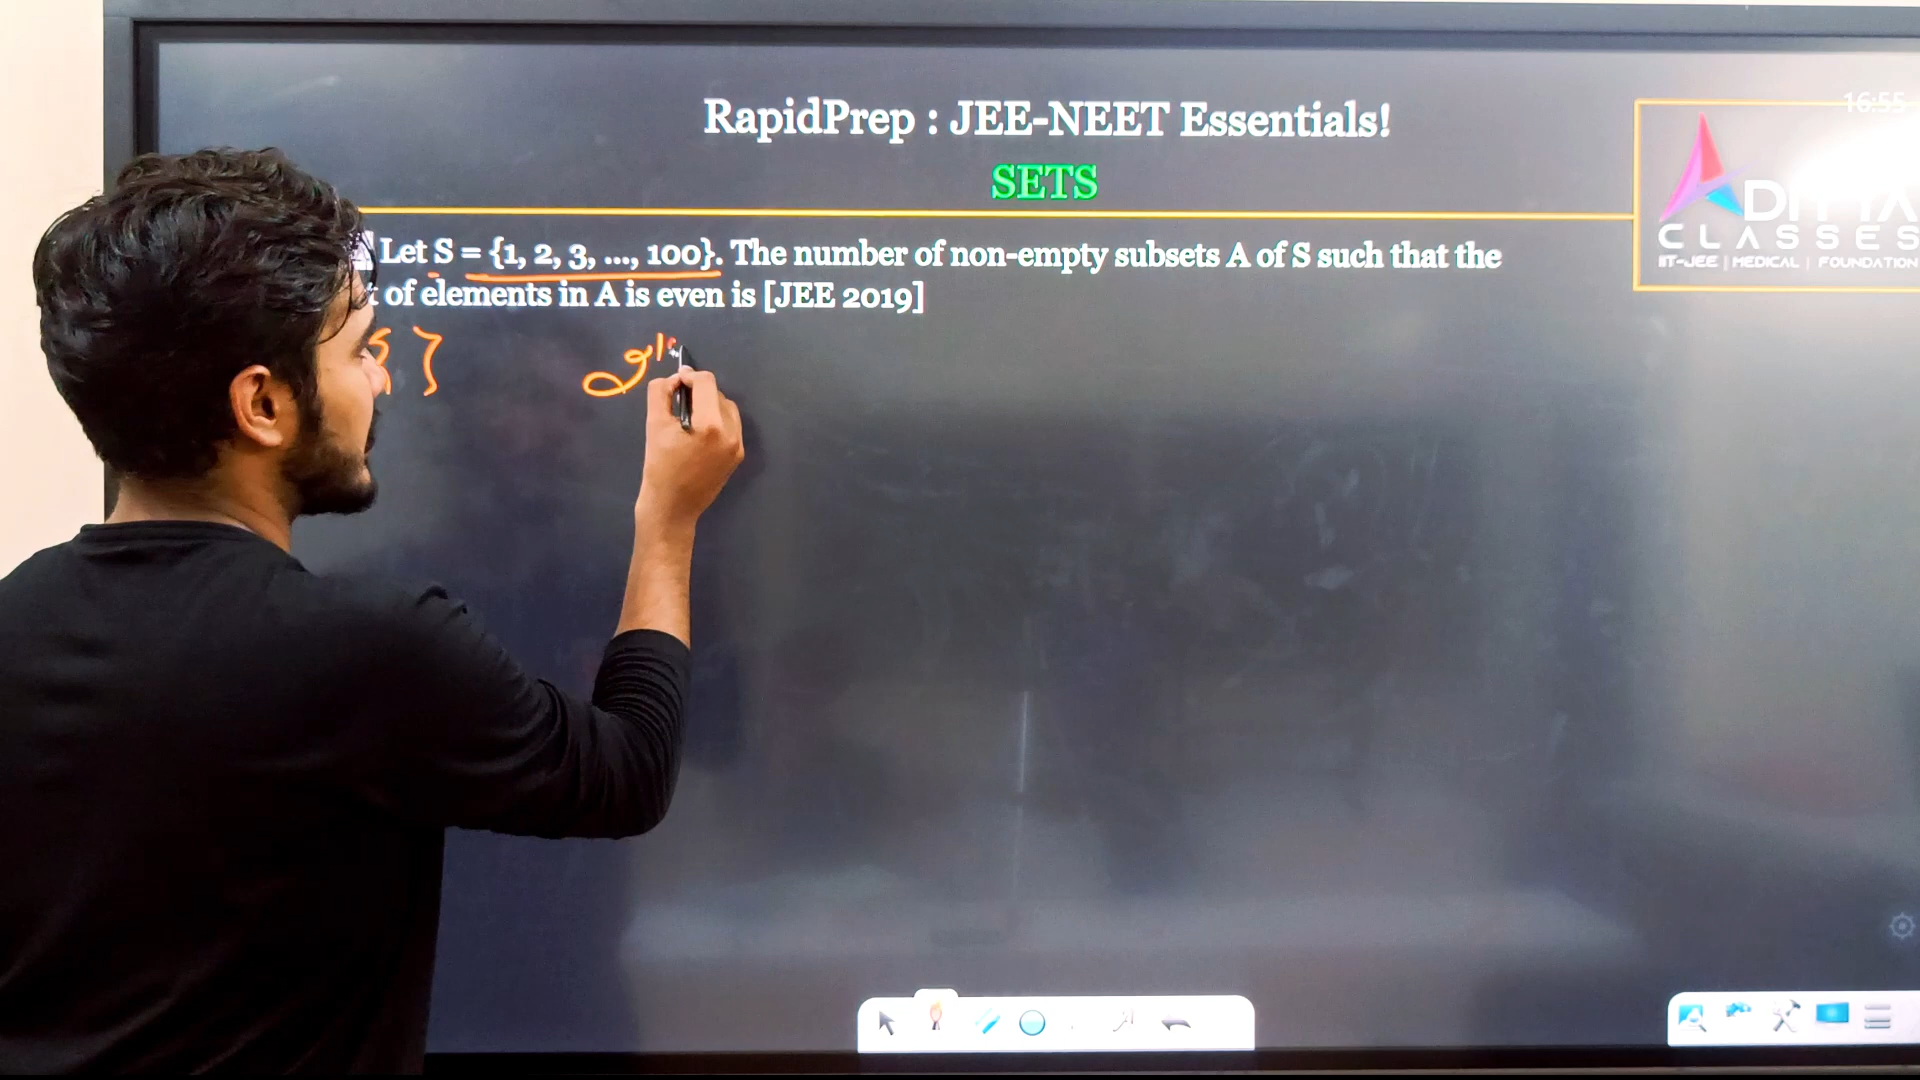 RapidPrep : JEE-NEET Essentials!
16:55
SETS
DITYA
CLASSES
IIT-JEE | MEDICAL | FOUNDATION
Let S = {1, 2, 3, ..., 100}. The number of non-empty subsets A of S such that the
of elements in A is even is [JEE 2019]
{ }